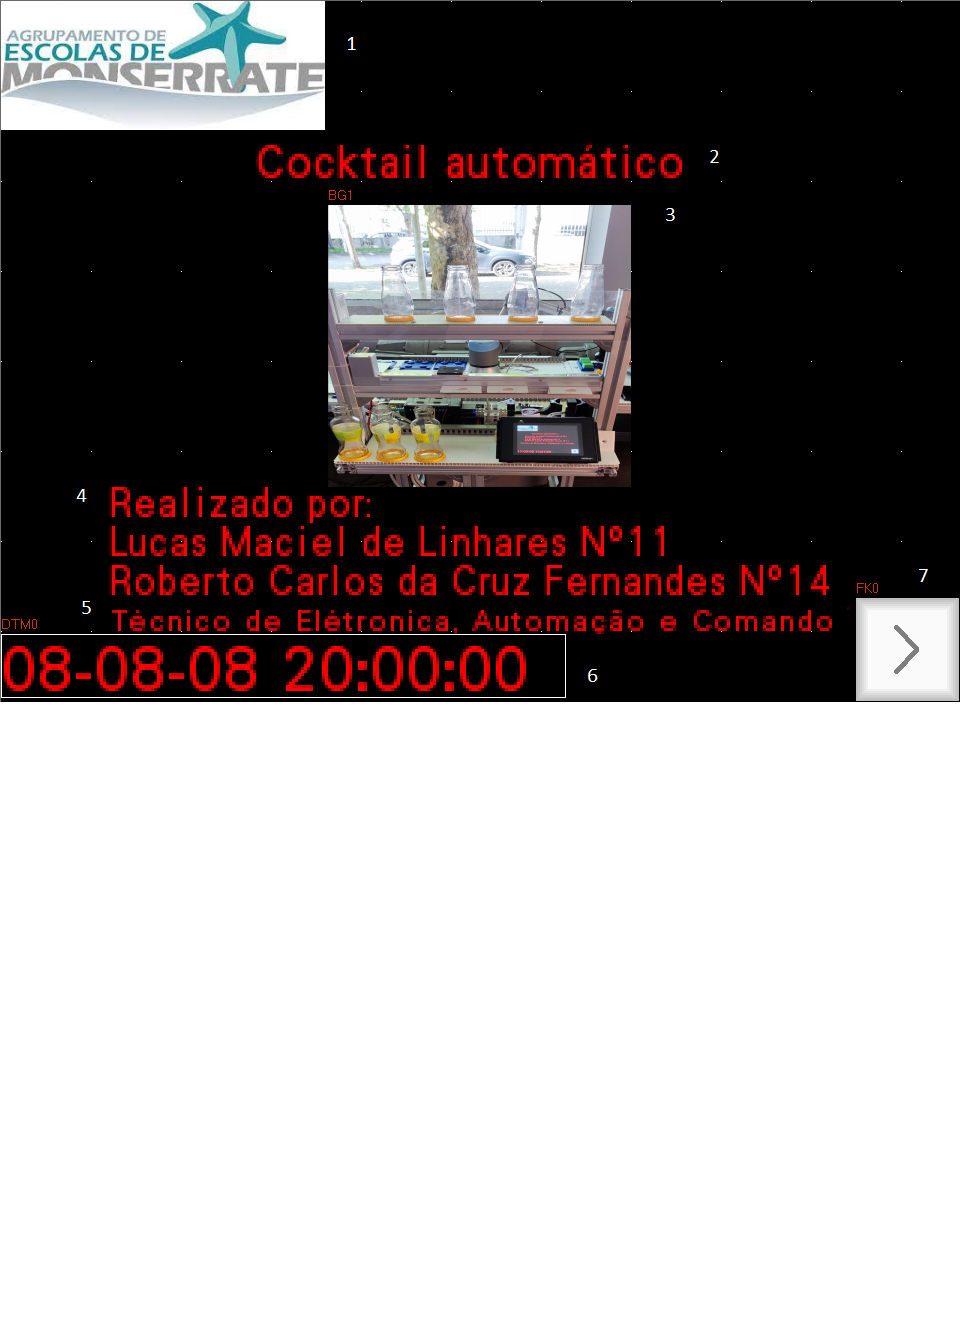 AGRUPAMENTO DE
ESCOLAS DE
MONSERRATE
1
Cocktail automático
2
BG1
3
4
Realizado por:
Lucas Maciel de Linhares Nº11
Roberto Carlos da Cruz Fernandes Nº14
7
FK0
5
Técnico de Elétronica, Automação e Comando
DTM0
08-08-08 20:00:00
6